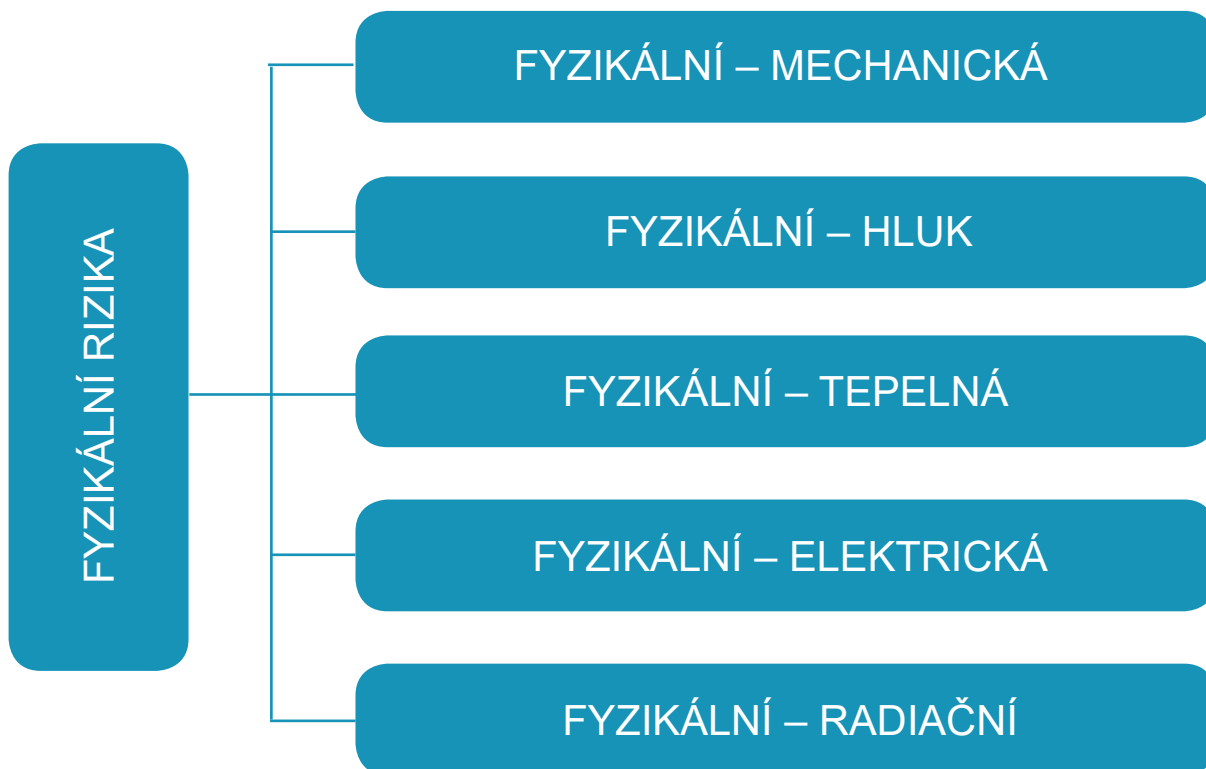 FYZIKÁLNÍ RIZIKA
FYZIKÁLNÍ – MECHANICKÁ
FYZIKÁLNÍ – HLUK
FYZIKÁLNÍ – TEPELNÁ
FYZIKÁLNÍ – ELEKTRICKÁ
FYZIKÁLNÍ – RADIAČNÍ